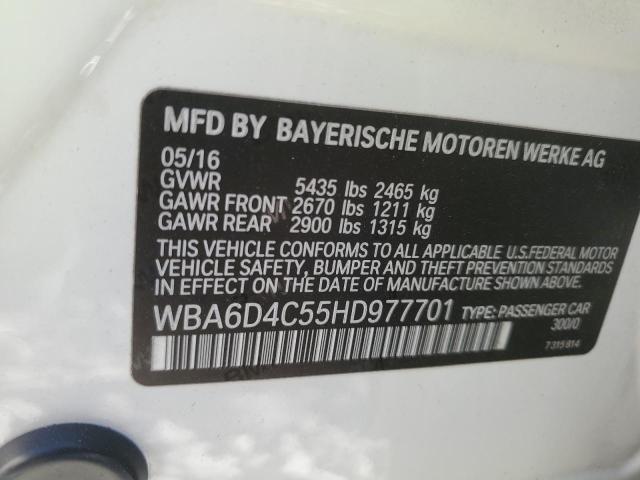 MFD BY BAYERISCHE MOTOREN WERKE AG
05/16
GVWR 5435 lbs 2465 kg
GAWR FRONT 2670 lbs 1211 kg
GAWR REAR 2900 lbs 1315 kg
THIS VEHICLE CONFORMS TO ALL APPLICABLE U.S.FEDERAL MOTOR
VEHICLE SAFETY, BUMPER AND THEFT PREVENTION STANDARDS
IN EFFECT ON THE DATE OF MANUFACTURE SHOWN ABOVE.
WBA6D4C55HD977701 TYPE: PASSENGER CAR
300/0
7315814